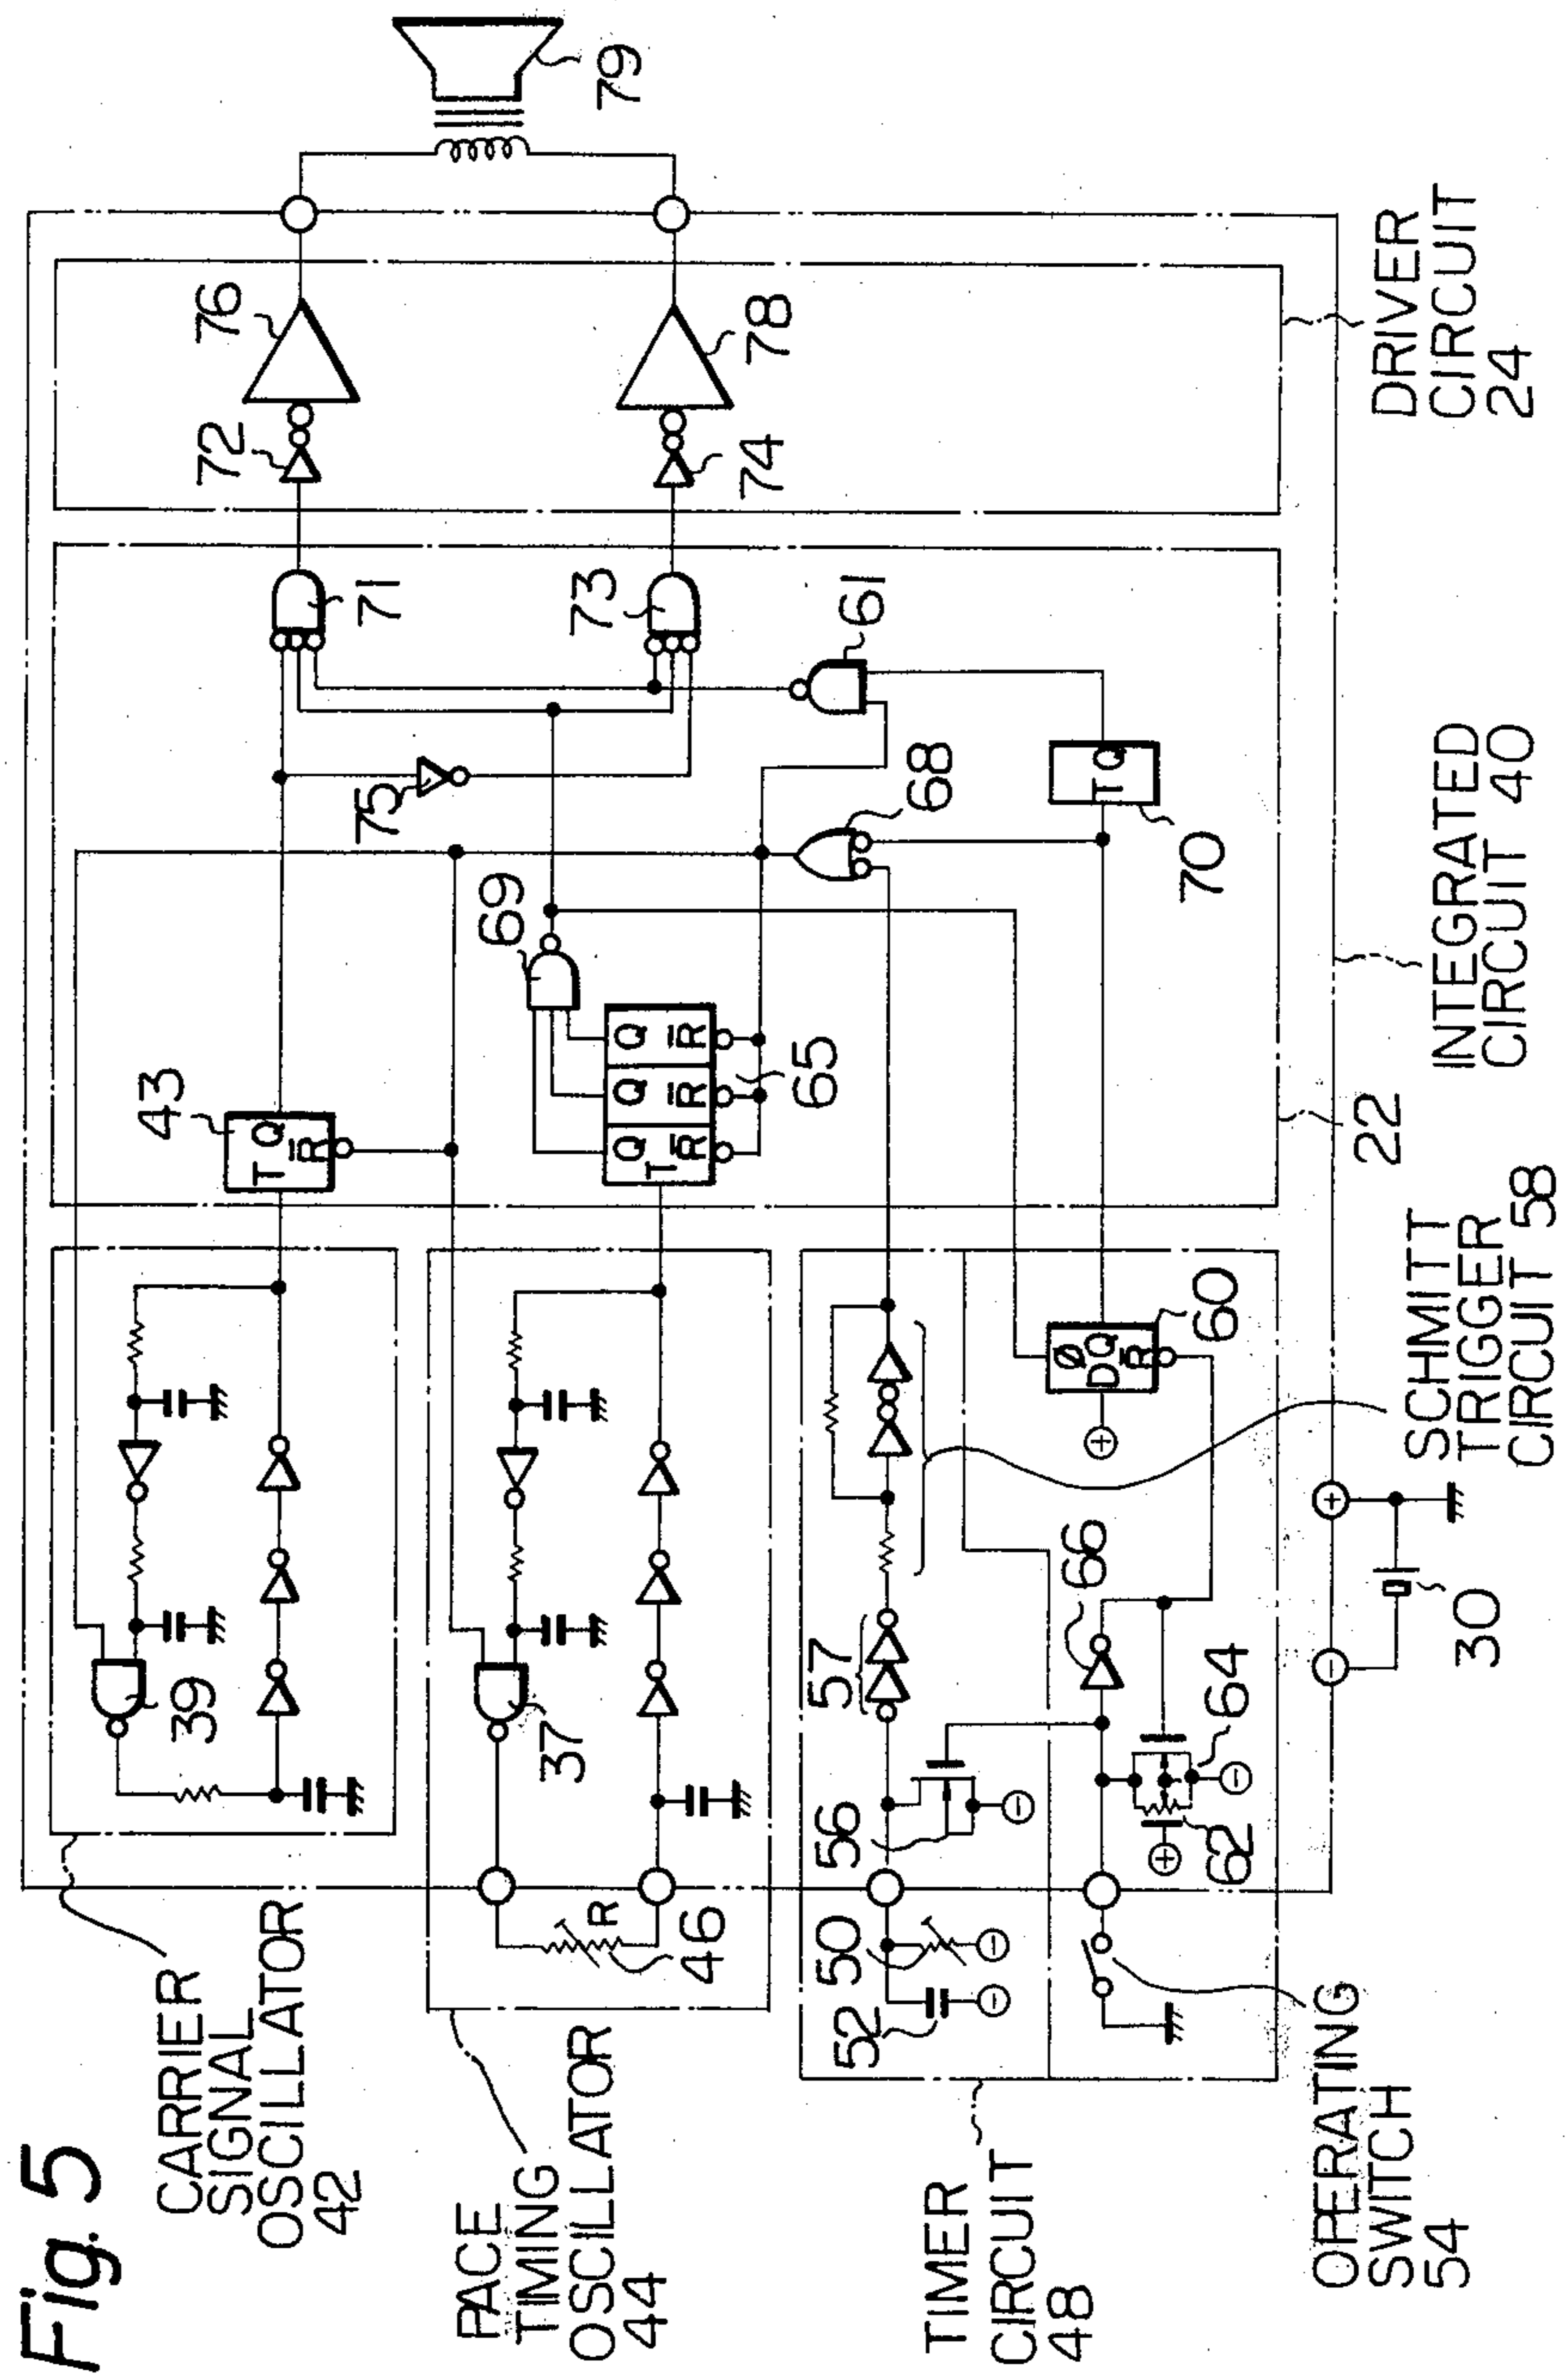 Fig. 5
CARRIER
SIGNAL
OSCILLATOR
42
39
43
PACE
TIMING
OSCILLATOR
44
R
46
37
T Q
R̅
TIMER
CIRCUIT
48
52
50
56
57
SCHMITT
TRIGGER
CIRCUIT 58
OPERATING
SWITCH
54
62
64
66
60
Ø
D Q
R̅
30
22
65
Q Q Q
T
R̅ R̅ R̅
69
68
70
T Q
61
75
71
73
INTEGRATED
CIRCUIT 40
72
74
76
78
79
DRIVER
CIRCUIT
24
+
−
+
−
−
−
−
+